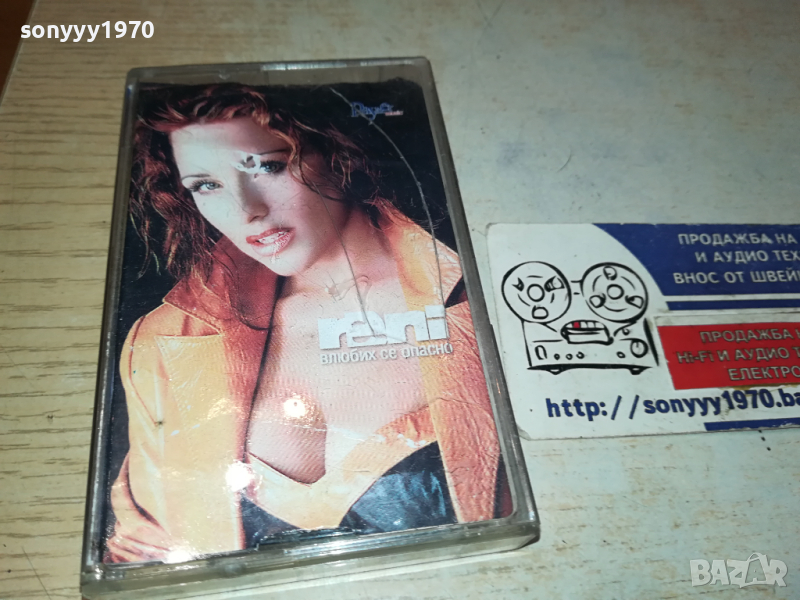 sonyyy1970
Payner
reni
влюбих се опасно
ПРОДАЖБА НА
И АУДИО ТЕХ
ВНОС ОТ ШВЕЙ
ПРОДАЖБА
Hi-Fi И АУДИО Т
ЕЛЕКТРО
http://sonyyy1970.ba
BAZAR